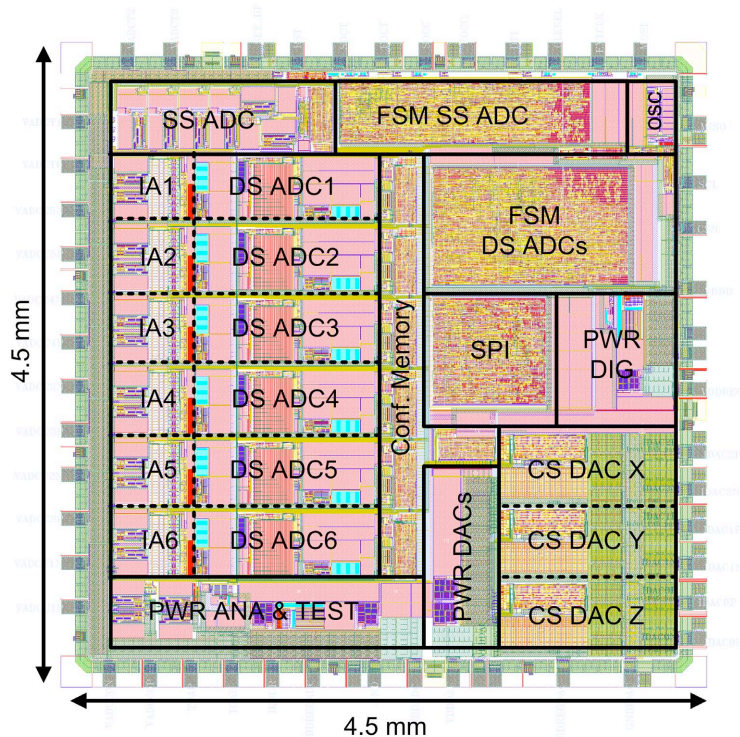 SS ADC
FSM SS ADC
OSC
IA1
DS ADC1
IA2
DS ADC2
IA3
DS ADC3
IA4
DS ADC4
IA5
DS ADC5
IA6
DS ADC6
Conf. Memory
FSM
DS ADCs
SPI
PWR
DIG
CS DAC X
CS DAC Y
CS DAC Z
PWR DACs
PWR ANA & TEST
4.5 mm
4.5 mm